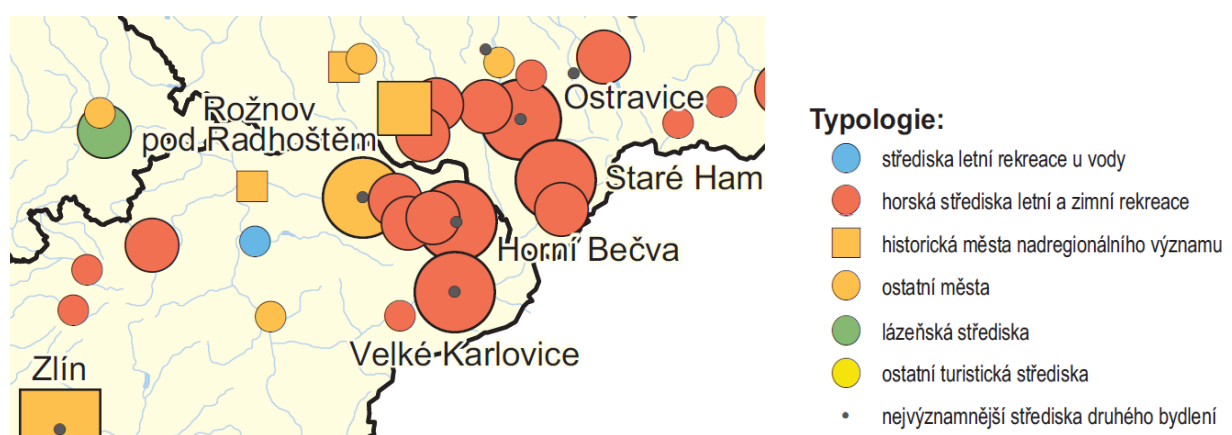 Rožnov
pod Radhoštěm
Ostravice
Staré Ham
Horní Bečva
Velké Karlovice
Zlín
Typologie:
střediska letní rekreace u vody
horská střediska letní a zimní rekreace
historická města nadregionálního významu
ostatní města
lázeňská střediska
ostatní turistická střediska
nejvýznamnější střediska druhého bydlení